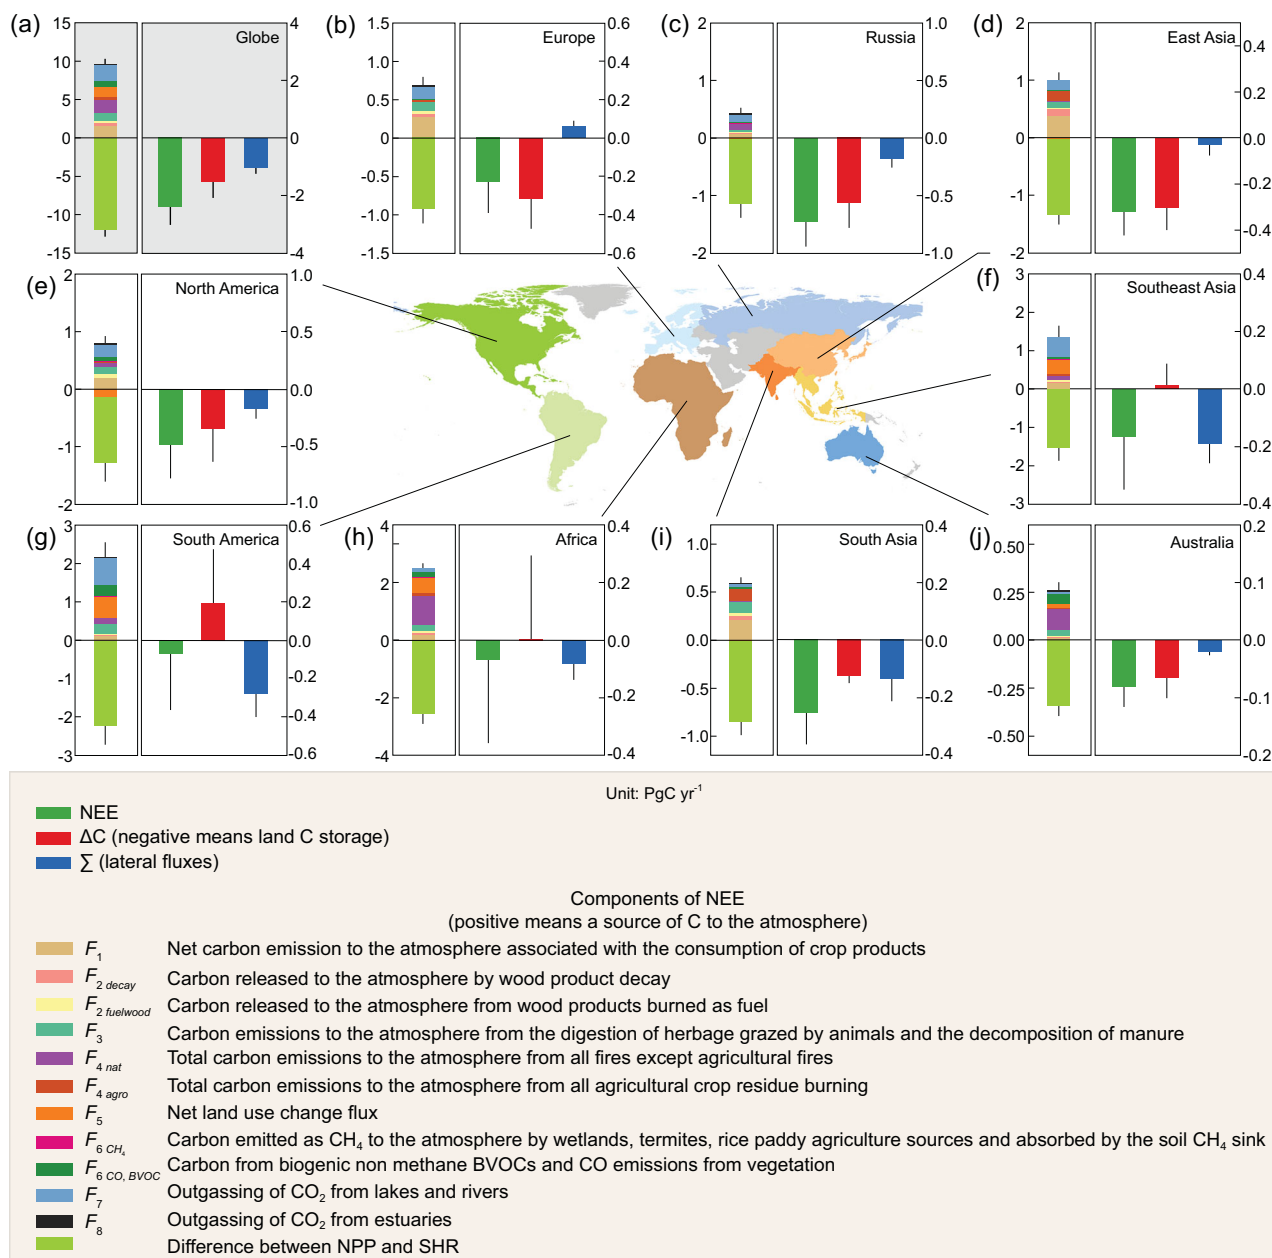 (a)
15
10
5
0
-5
-10
-15
Globe
4
2
0
-2
-4
(b)
1.5
1.0
0.5
0
-0.5
-1.0
-1.5
Europe
0.6
0.4
0.2
0.0
-0.2
-0.4
-0.6
(c)
2
1
0
-1
-2
Russia
1.0
0.5
0.0
-0.5
-1.0
(d)
2
1
0
-1
-2
East Asia
0.4
0.2
0.0
-0.2
-0.4
(e)
2
1
0
-1
-2
North America
1.0
0.5
0.0
-0.5
-1.0
(f)
3
2
1
0
-1
-2
-3
Southeast Asia
0.4
0.2
0.0
-0.2
-0.4
(g)
3
2
1
0
-1
-2
-3
South America
0.6
0.4
0.2
0.0
-0.2
-0.4
-0.6
(h)
4
2
0
-2
-4
Africa
0.4
0.2
0.0
-0.2
-0.4
(i)
1.0
0.5
0.0
-0.5
-1.0
South Asia
0.4
0.2
0.0
-0.2
-0.4
(j)
0.50
0.25
0.00
-0.25
-0.50
Australia
0.2
0.1
0.0
-0.1
-0.2
Unit: PgC yr⁻¹
NEE
ΔC (negative means land C storage)
∑ (lateral fluxes)
Components of NEE
(positive means a source of C to the atmosphere)
F₁ Net carbon emission to the atmosphere associated with the consumption of crop products
F₂ decay Carbon released to the atmosphere by wood product decay
F₂ fuelwood Carbon released to the atmosphere from wood products burned as fuel
F₃ Carbon emissions to the atmosphere from the digestion of herbage grazed by animals and the decomposition of manure
F₄ nat Total carbon emissions to the atmosphere from all fires except agricultural fires
F₄ agro Total carbon emissions to the atmosphere from all agricultural crop residue burning
F₅ Net land use change flux
F₆ CH₄ Carbon emitted as CH₄ to the atmosphere by wetlands, termites, rice paddy agriculture sources and absorbed by the soil CH₄ sink
F₆ CO, BVOC Carbon from biogenic non methane BVOCs and CO emissions from vegetation
F₇ Outgassing of CO₂ from lakes and rivers
F₈ Outgassing of CO₂ from estuaries
Difference between NPP and SHR